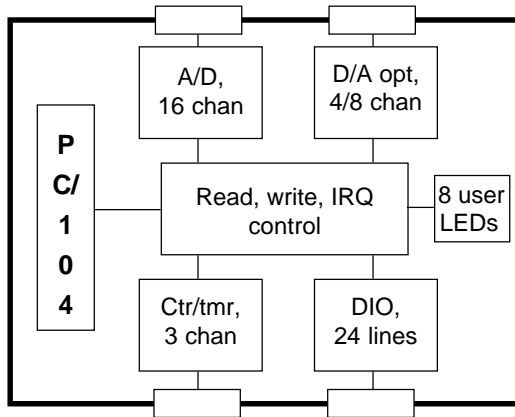 A/D,
16 chan
D/A opt,
4/8 chan
P
C/
1
0
4
Read, write, IRQ
control
8 user
LEDs
Ctr/tmr,
3 chan
DIO,
24 lines